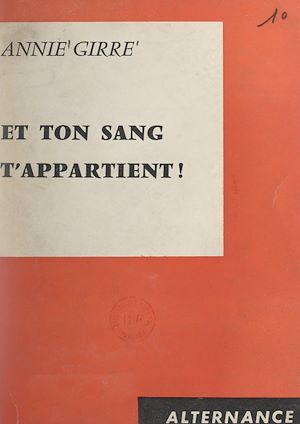 10
ANNIE' GIRRE'
ET TON SANG
T'APPARTIENT !
ALTERNANCE